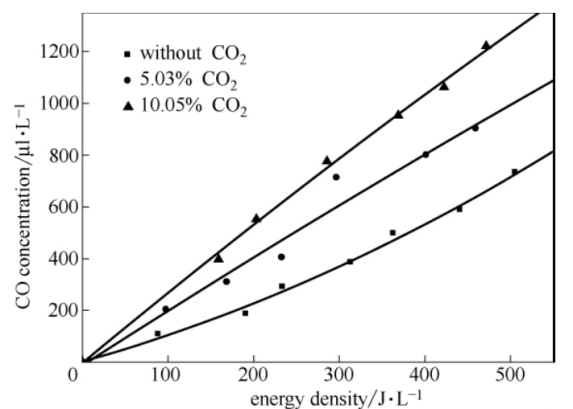 1200
1000
800
600
400
200
0
100
200
300
400
500
CO concentration/μl·L⁻¹
energy density/J·L⁻¹
without CO₂
5.03% CO₂
10.05% CO₂